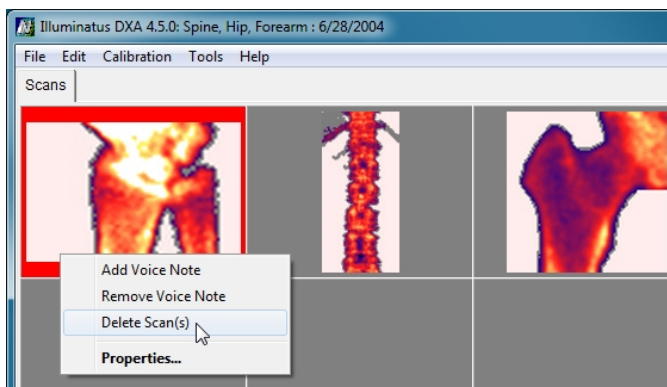 Illuminatus DXA 4.5.0: Spine, Hip, Forearm : 6/28/2004
File Edit Calibration Tools Help
Scans
Add Voice Note
Remove Voice Note
Delete Scan(s)
Properties...